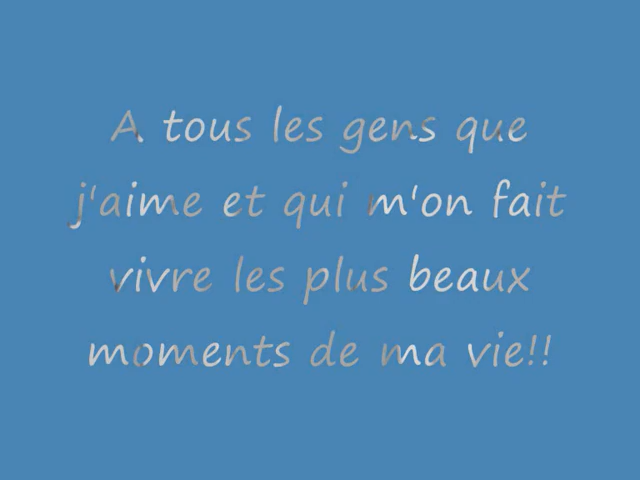 A tous les gens que
j'aime et qui m'on fait
vivre les plus beaux
moments de ma vie!!